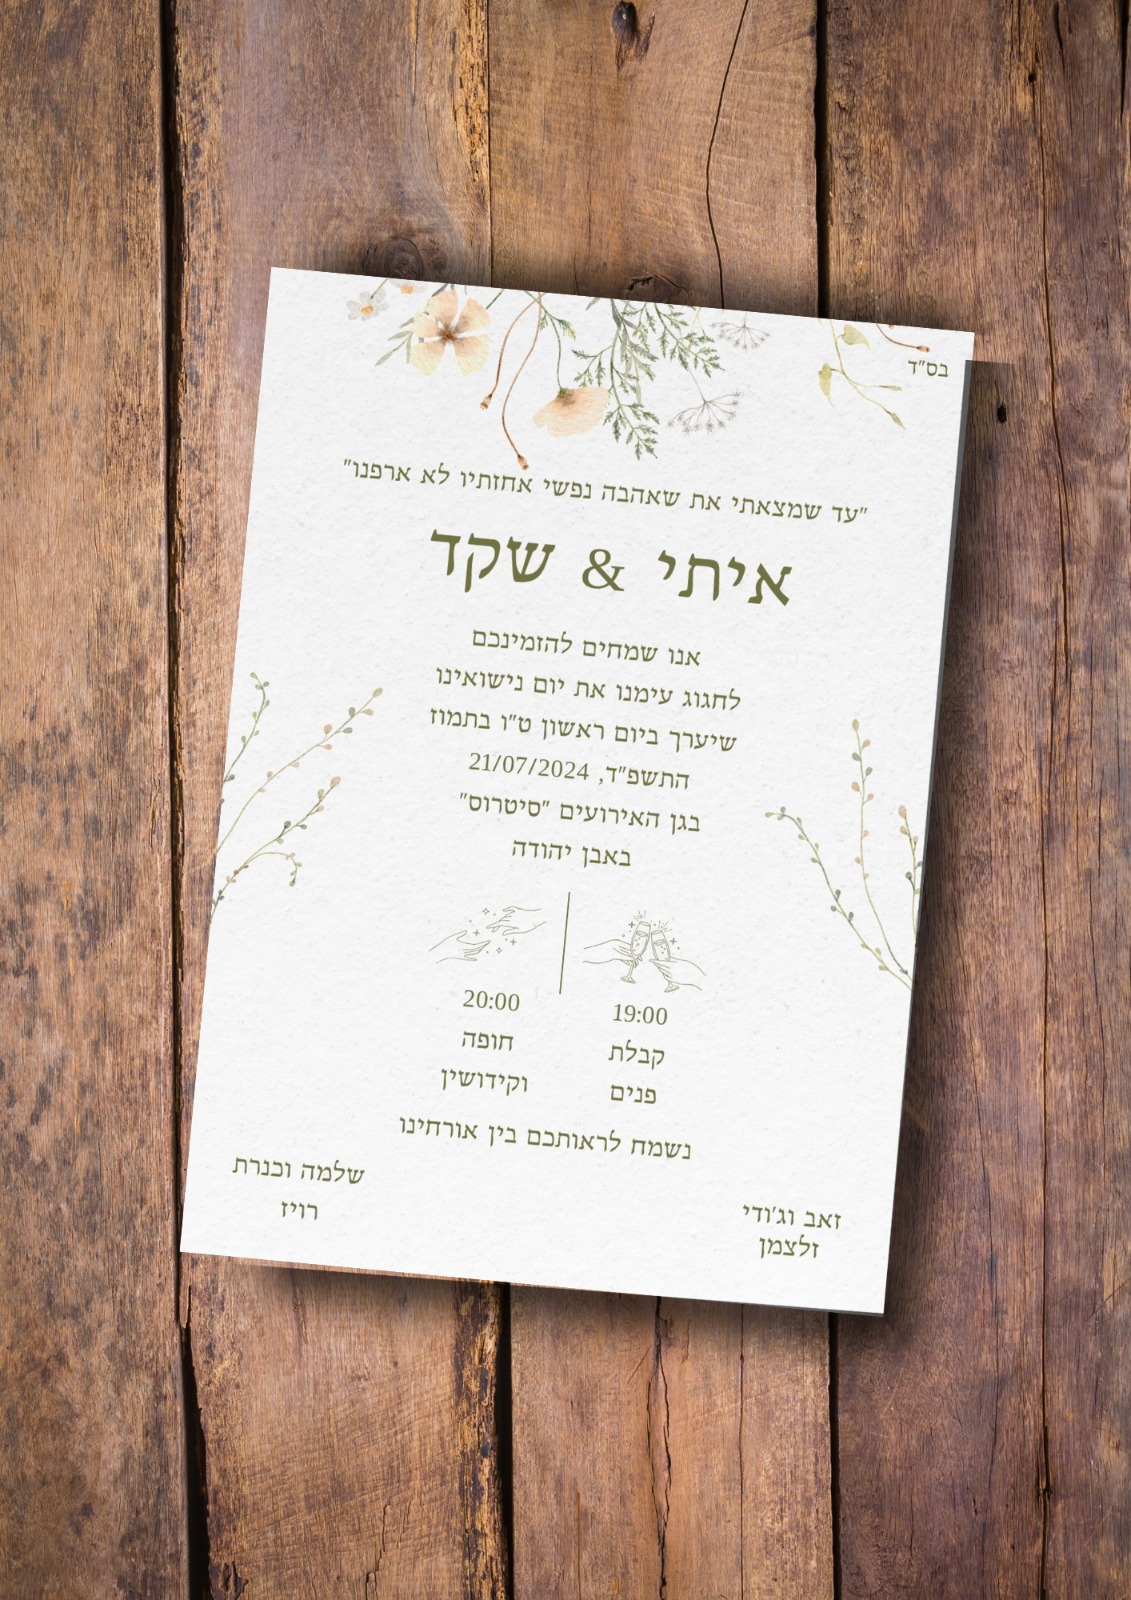 בס"ד
"עד שמצאתי את שאהבה נפשי אחזתיו לא ארפנו"
איתי & שקד
אנו שמחים להזמינכם
לחגוג עימנו את יום נישואינו
שיערך ביום ראשון ט"ו בתמוז
התשפ"ד, 21/07/2024
בגן האירועים "סיטרוס"
באבן יהודה
19:00
קבלת
פנים
20:00
חופה
וקידושין
נשמח לראותכם בין אורחינו
זאב וג'ודי
זלצמן
שלמה וכנרת
רויז